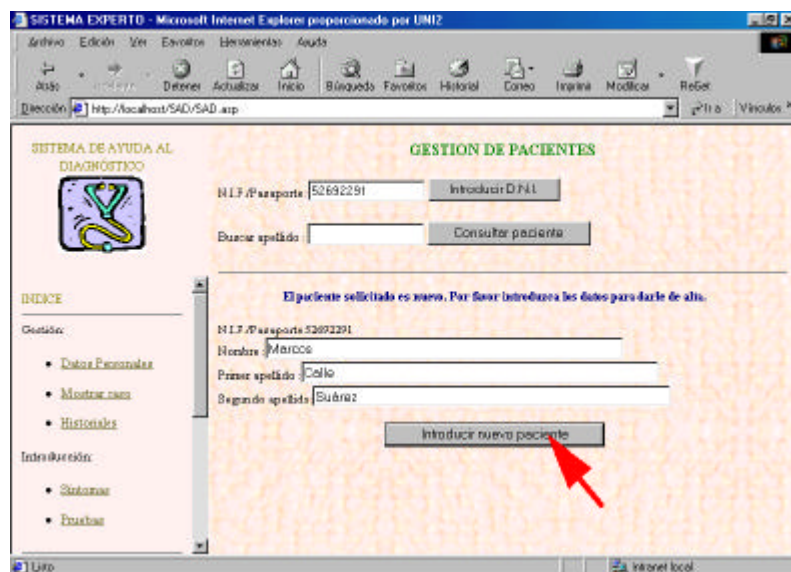 SISTEMA EXPERTO - Microsoft Internet Explorer proporcionado por UNI2
Archivo Edición Ver Favoritos Herramientas Ayuda
Atrás Detener Actualizar Inicio Búsqueda Favoritos Historial Correo Imprimir Modificar ReGet
Dirección http://localhost/SAD/SAD.asp Ir a Vínculos »
SISTEMA DE AYUDA AL
DIAGNÓSTICO
GESTION DE PACIENTES
N.I.F./Pasaporte: 52692291 Introducir D.N.I.
Buscar apellido : Consultar paciente
INDICE
El paciente solicitado es nuevo. Por favor introduzca los datos para darle de alta.
Gestión:
N.I.F./Pasaporte:52692291
Nombre : Marcos
Datos Personales
Primer apellido : Calle
Mostrar caso
Segundo apellido: Suárez
Historiales
Introducir nuevo paciente
Introducción:
Síntomas
Pruebas
Listo Intranet local